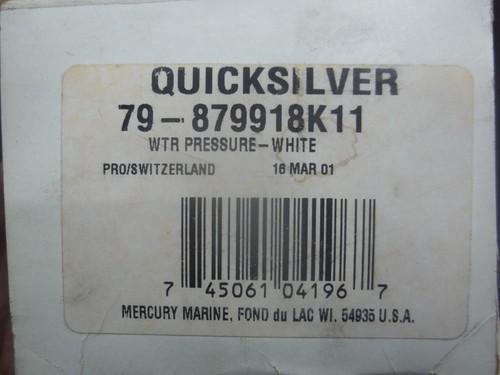 QUICKSILVER
79-879918K11
WTR PRESSURE-WHITE
PRO/SWITZERLAND 16 MAR 01
7 45061 04196 7
MERCURY MARINE, FOND du LAC WI. 54935 U.S.A.